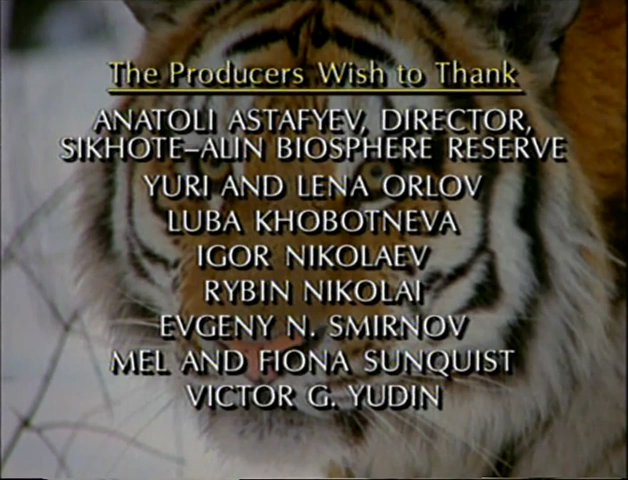 The Producers Wish to Thank
ANATOLI ASTAFYEV, DIRECTOR,
SIKHOTE-ALIN BIOSPHERE RESERVE
YURI AND LENA ORLOV
LUBA KHOBOTNEVA
IGOR NIKOLAEV
RYBIN NIKOLAI
EVGENY N. SMIRNOV
MEL AND FIONA SUNQUIST
VICTOR G. YUDIN